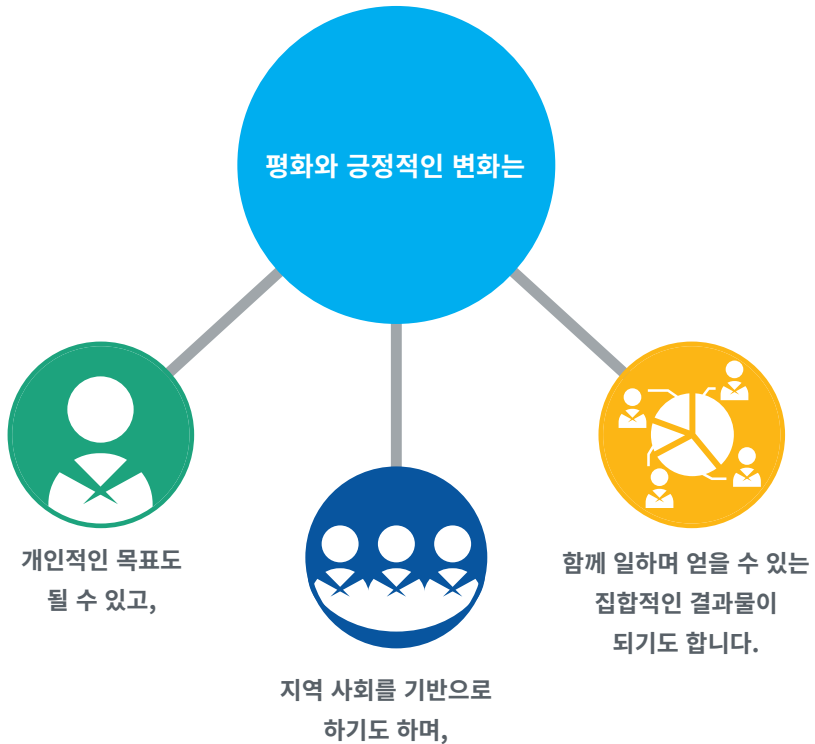 평화와 긍정적인 변화는
개인적인 목표도
될 수 있고,
지역 사회를 기반으로
하기도 하며,
함께 일하며 얻을 수 있는
집합적인 결과물이
되기도 합니다.